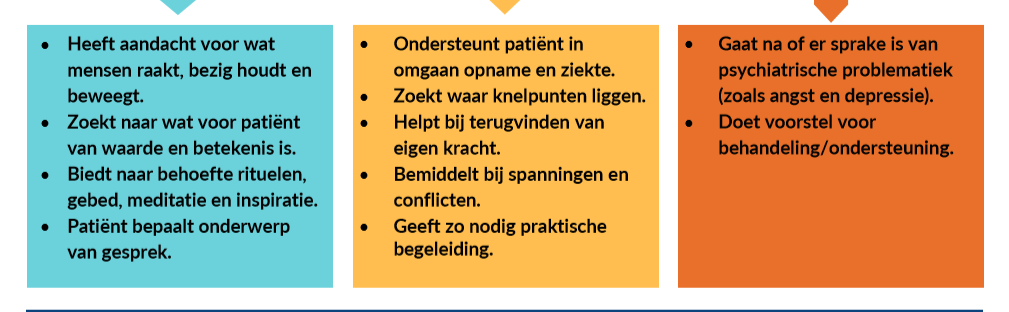 • Heeft aandacht voor wat
mensen raakt, bezig houdt en
beweegt.
• Zoekt naar wat voor patiënt
van waarde en betekenis is.
• Biedt naar behoefte rituelen,
gebed, meditatie en inspiratie.
• Patiënt bepaalt onderwerp
van gesprek.
• Ondersteunt patiënt in
omgaan opname en ziekte.
• Zoekt waar knelpunten liggen.
• Helpt bij terugvinden van
eigen kracht.
• Bemiddelt bij spanningen en
conflicten.
• Geeft zo nodig praktische
begeleiding.
• Gaat na of er sprake is van
psychiatrische problematiek
(zoals angst en depressie).
• Doet voorstel voor
behandeling/ondersteuning.